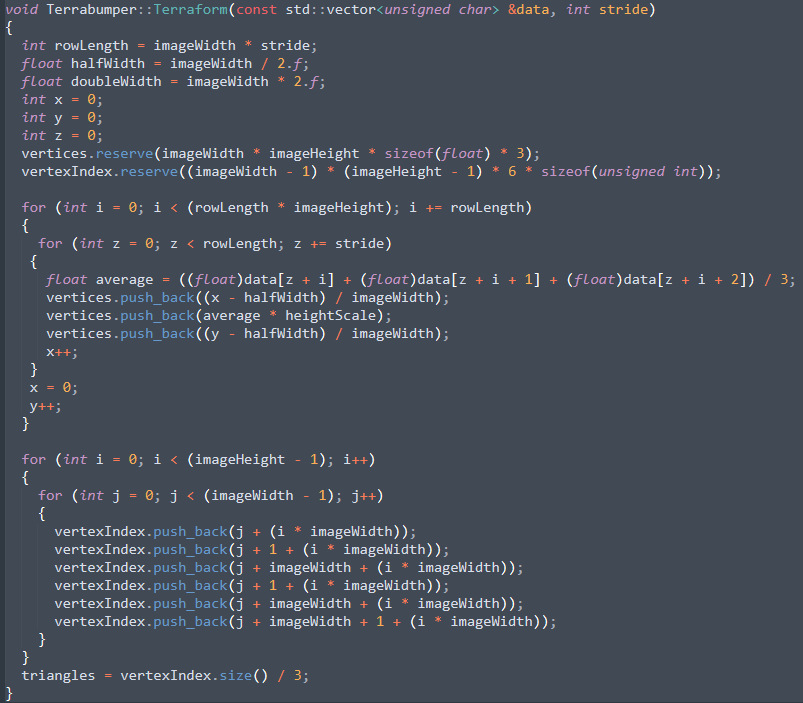 void Terrabumper::Terraform(const std::vector<unsigned char> &data, int stride)
{
  int rowLength = imageWidth * stride;
  float halfWidth = imageWidth / 2.f;
  float doubleWidth = imageWidth * 2.f;
  int x = 0;
  int y = 0;
  int z = 0;
  vertices.reserve(imageWidth * imageHeight * sizeof(float) * 3);
  vertexIndex.reserve((imageWidth - 1) * (imageHeight - 1) * 6 * sizeof(unsigned int));

  for (int i = 0; i < (rowLength * imageHeight); i += rowLength)
  {
    for (int z = 0; z < rowLength; z += stride)
   {
     float average = ((float)data[z + i] + (float)data[z + i + 1] + (float)data[z + i + 2]) / 3;
     vertices.push_back((x - halfWidth) / imageWidth);
     vertices.push_back(average * heightScale);
     vertices.push_back((y - halfWidth) / imageWidth);
     x++;
   }
   x = 0;
   y++;
  }

  for (int i = 0; i < (imageHeight - 1); i++)
  {
    for (int j = 0; j < (imageWidth - 1); j++)
    {
      vertexIndex.push_back(j + (i * imageWidth));
      vertexIndex.push_back(j + 1 + (i * imageWidth));
      vertexIndex.push_back(j + imageWidth + (i * imageWidth));
      vertexIndex.push_back(j + 1 + (i * imageWidth));
      vertexIndex.push_back(j + imageWidth + (i * imageWidth));
      vertexIndex.push_back(j + imageWidth + 1 + (i * imageWidth));
    }
  }
  triangles = vertexIndex.size() / 3;
}